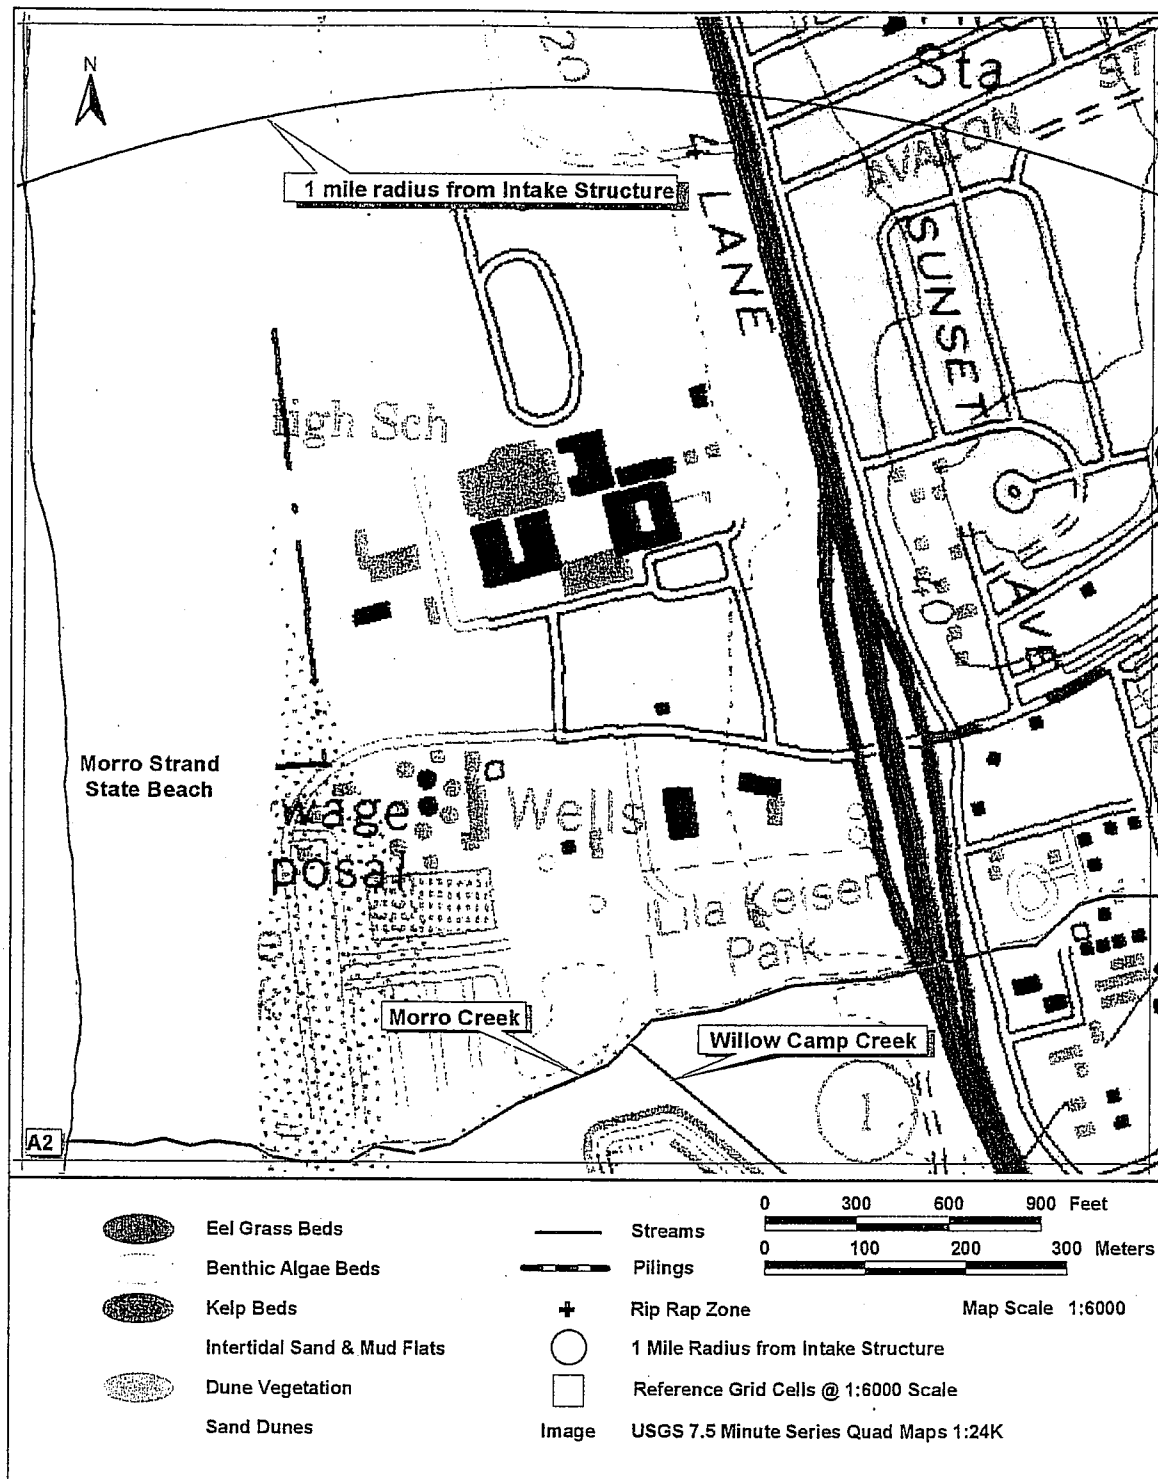 N
20
Sta
AVALON
ST
1 mile radius from Intake Structure
4 LANE
SUNSET
AVE
High Sch
40
Morro Strand
State Beach
wage
posal
Wells
Lila Keiser
Park
Morro Creek
Willow Camp Creek
A2
Eel Grass Beds
Benthic Algae Beds
Kelp Beds
Intertidal Sand & Mud Flats
Dune Vegetation
Sand Dunes
Streams
Pilings
Rip Rap Zone
1 Mile Radius from Intake Structure
Reference Grid Cells @ 1:6000 Scale
Image USGS 7.5 Minute Series Quad Maps 1:24K
0 300 600 900 Feet
0 100 200 300 Meters
Map Scale 1:6000